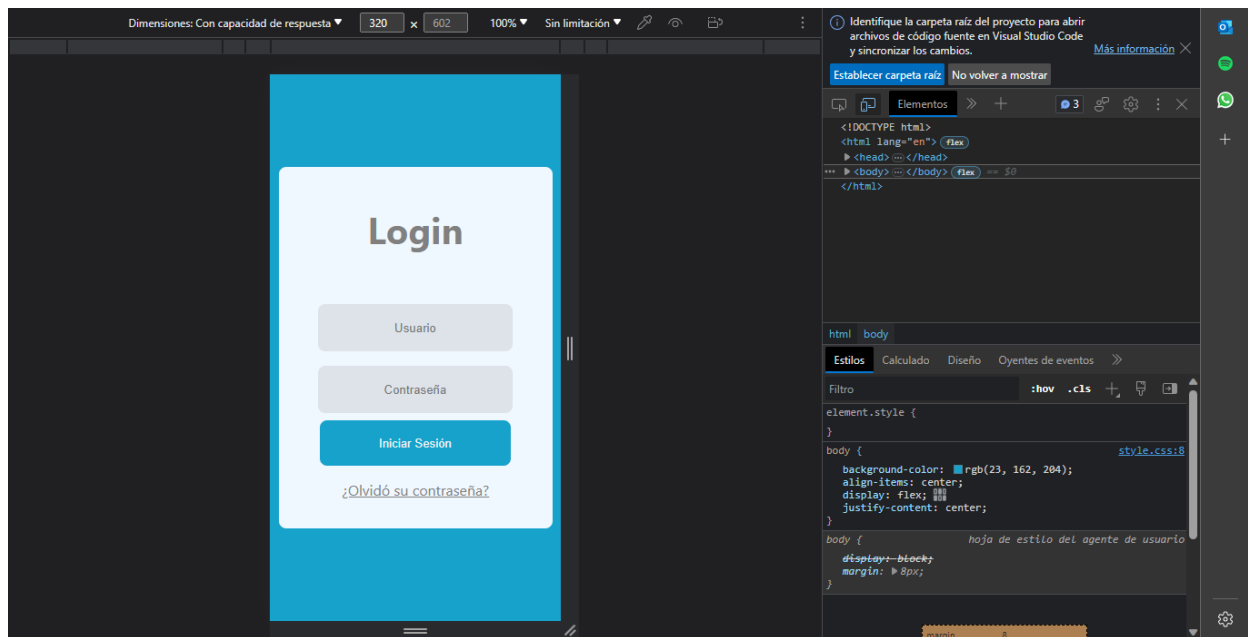 Dimensiones: Con capacidad de respuesta ▼ 320 x 602 100% ▼ Sin limitación ▼
Login
Usuario
Contraseña
Iniciar Sesión
¿Olvidó su contraseña?
Identifique la carpeta raíz del proyecto para abrir
archivos de código fuente en Visual Studio Code
y sincronizar los cambios.
Más información
Establecer carpeta raíz No volver a mostrar
Elementos 3
<!DOCTYPE html>
<html lang="en"> flex
▶ <head> ⋯ </head>
⋯ ▶ <body> ⋯ </body> flex == $0
</html>
html body
Estilos Calculado Diseño Oyentes de eventos
Filtro :hov .cls
element.style {
}
body { style.css:8
background-color: rgb(23, 162, 204);
align-items: center;
display: flex;
justify-content: center;
}
body { hoja de estilo del agente de usuario
display: block;
margin: ▶ 8px;
}
margin 8